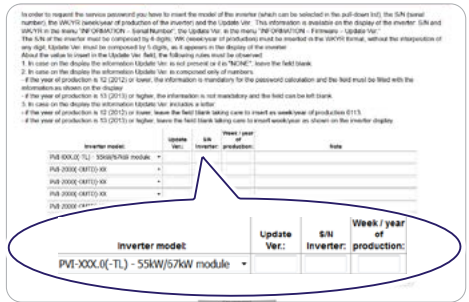 In order to request the service password you have to insert the model of the inverter (which can be selected in the pull-down list), the S/N (serial
number), the WK/YR (week/year of production of the inverter) and the Update Ver. This information is available on the display of the inverter: S/N and
WK/YR in the menu "INFORMATION - Serial Number", the Update Ver. in the menu "INFORMATION - Firmware - Update Ver."
The S/N of the inverter must be composed by 6 digits, WK (week/year of production) must be inserted in the WK/YR format, without the interposition of
any digit, Update Ver. must be composed by 5 digits, as it appears in the display of the inverter
About the value to insert in the Update Ver. field, the following rules must be observed:
1. In case on the display the information Update Ver. is not present or it is "NONE", leave the field blank
2. In case on the display the information Update Ver. is composed only of numbers
- if the year of production is 12 (2012) or lower, the information is mandatory for the password calculation and the field must be filled with the
information as shown on the display
- if the year of production is 13 (2013) or higher, the information is not mandatory and the field can be left blank.
3. In case on the display the information Update Ver. includes a letter
- if the year of production is 12 (2012) or lower, leave the field blank taking care to insert as week/year of production 0113;
- if the year of production is 13 (2013) or higher, leave the field blank taking care to insert week/year as shown on the inverter display
Inverter model: Update Ver.: S/N Inverter: Week / year of production: Note
PVI-XXX.0(-TL) - 55kW/67kW module
PVI-2000(-OMTD)-XX
PVI-2000(-OMTD)-XX
PVI-2000(-OMTD)-XX
Inverter model: Update Ver.: S/N Inverter: Week / year of production:
PVI-XXX.0(-TL) - 55kW/67kW module